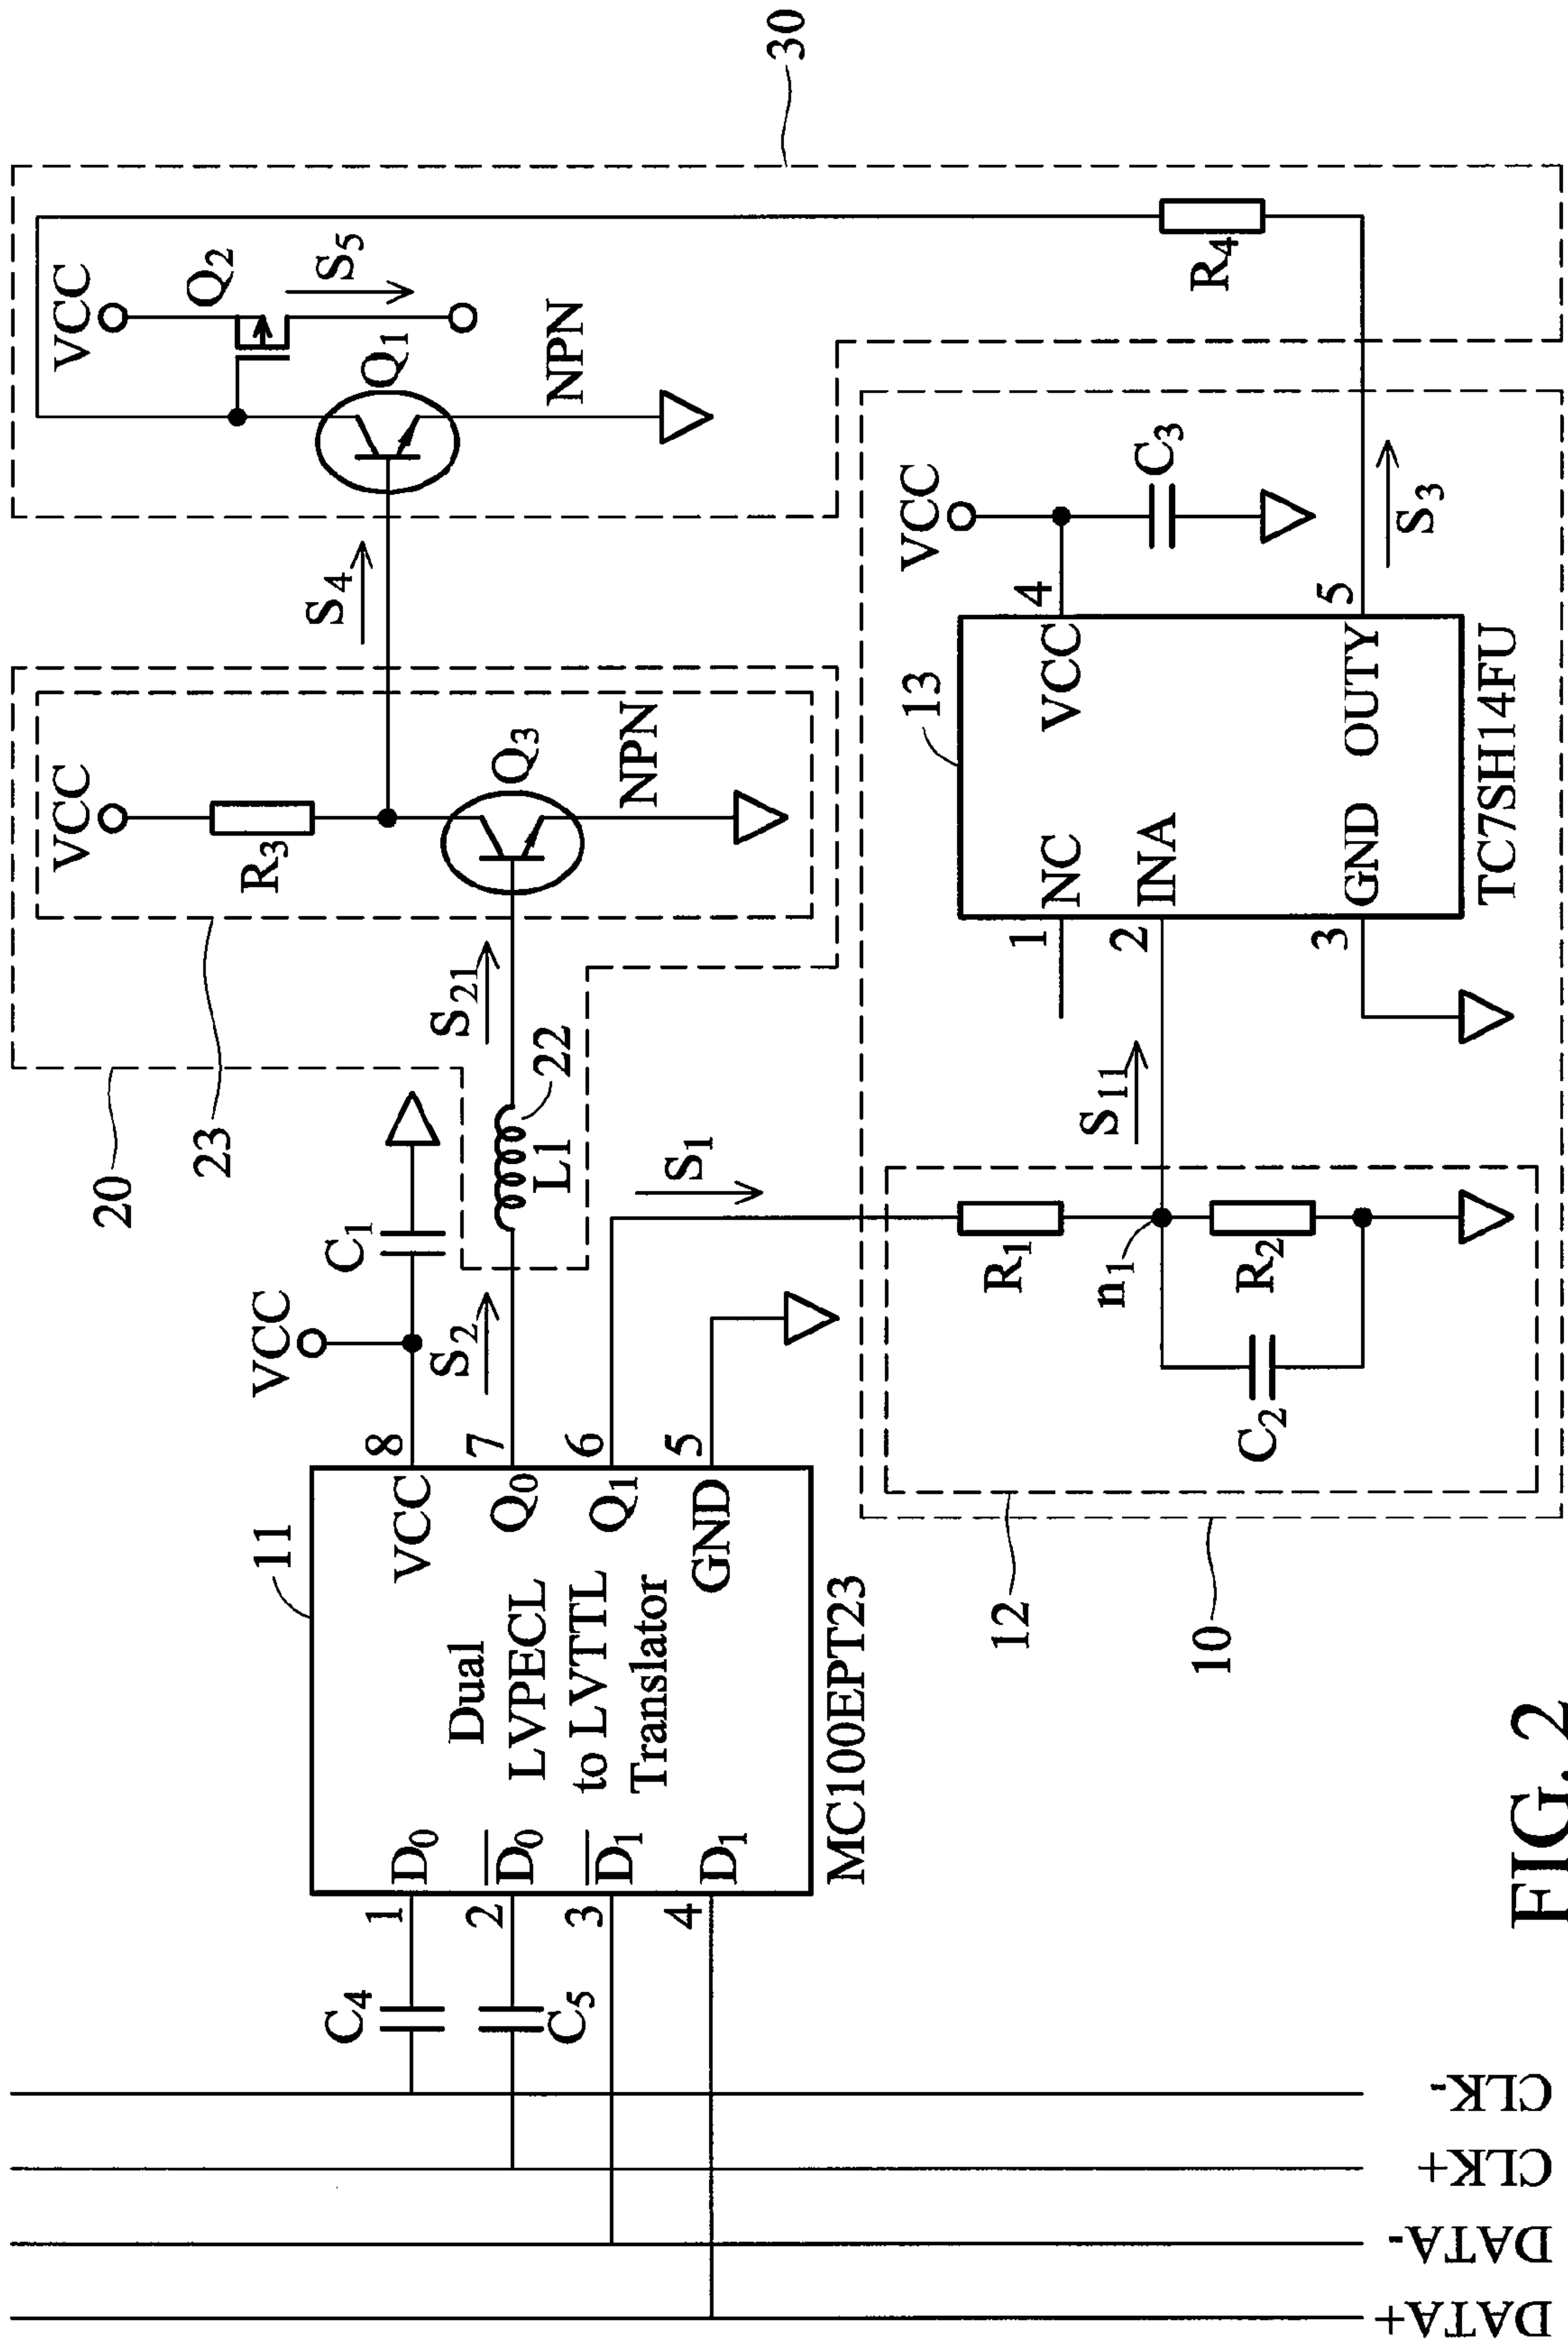 DATA+
DATA-
CLK+
CLK-
C4
C5
1
2
3
4
D0
D0
D1
D1
Dual
LVPECL
to LVTTL
Translator
VCC
Q0
Q1
GND
8
7
6
5
11
MC100EPT23
VCC
C1
S2
L1
22
S21
S1
20
23
VCC
R3
Q3
NPN
S4
VCC
Q2
S5
Q1
NPN
30
R4
10
12
C2
R1
R2
n1
S11
1
2
3
NC
INA
GND
VCC
OUTY
4
5
13
TC7SH14FU
VCC
C3
S3
FIG. 2